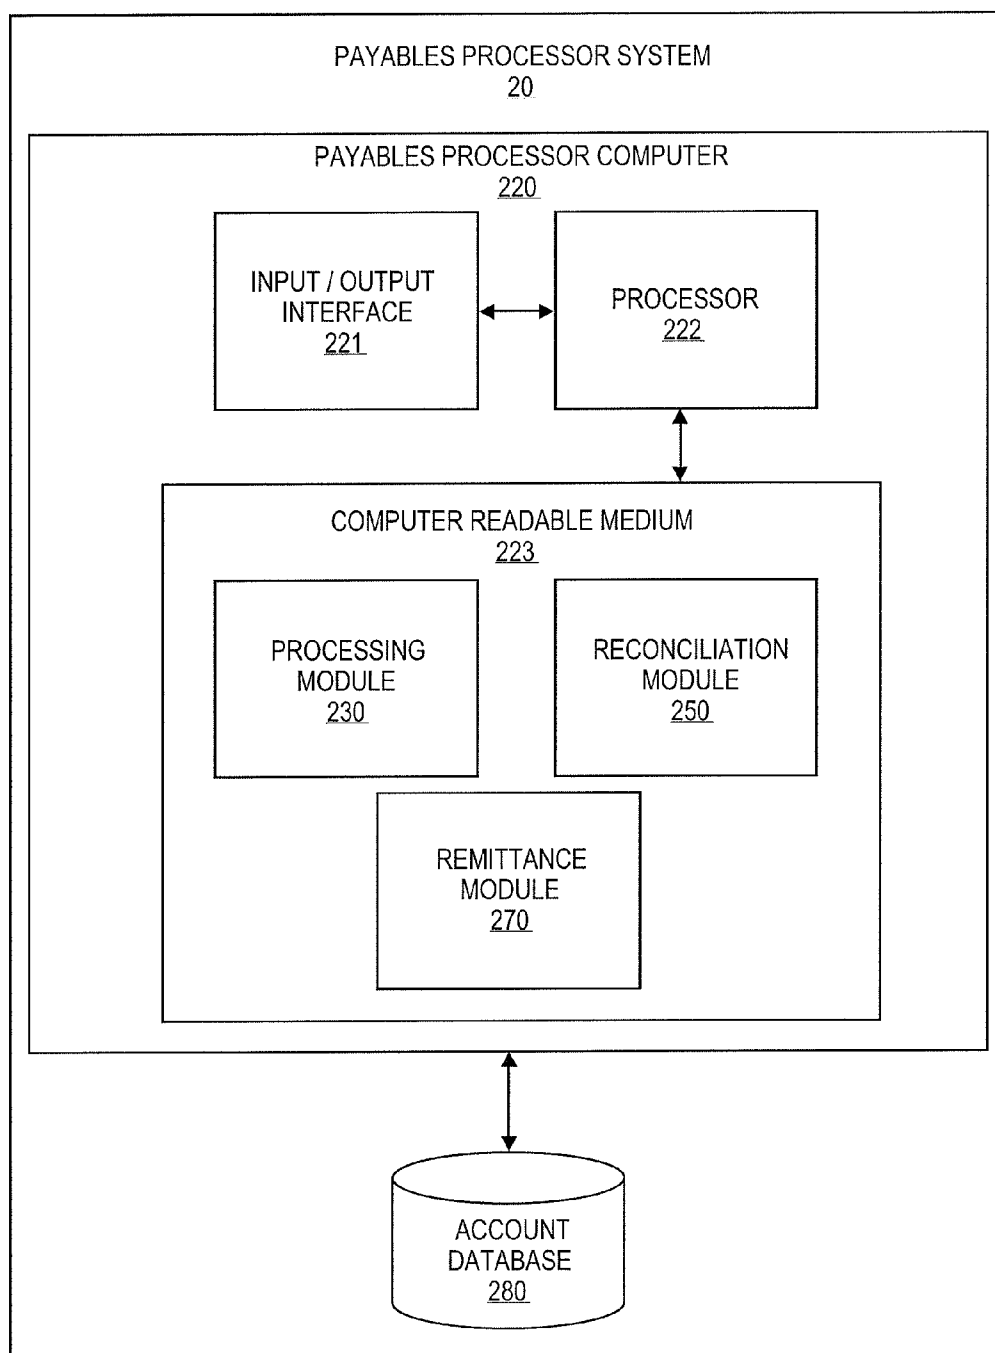 PAYABLES PROCESSOR SYSTEM
20
PAYABLES PROCESSOR COMPUTER
220
INPUT / OUTPUT
INTERFACE
221
PROCESSOR
222
COMPUTER READABLE MEDIUM
223
PROCESSING
MODULE
230
RECONCILIATION
MODULE
250
REMITTANCE
MODULE
270
ACCOUNT
DATABASE
280